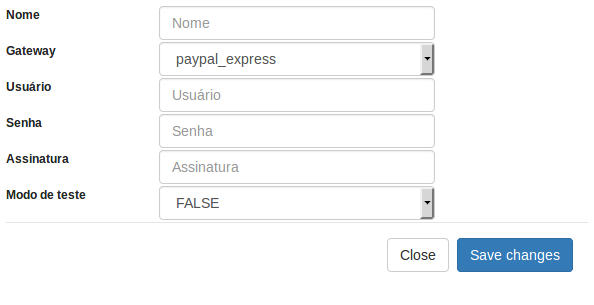 Nome Nome
Gateway paypal_express
Usuário Usuário
Senha Senha
Assinatura Assinatura
Modo de teste FALSE
Close Save changes